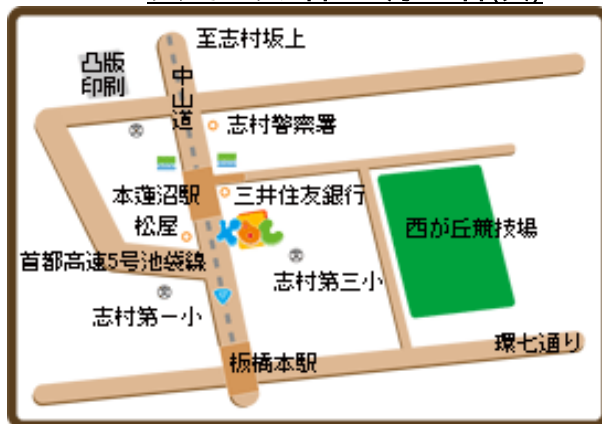 至志村坂上
凸版
印刷
中山道
志村警察署
本蓮沼駅
三井住友銀行
松屋
西が丘競技場
首都高速5号池袋線
志村第三小
志村第一小
環七通り
板橋本駅